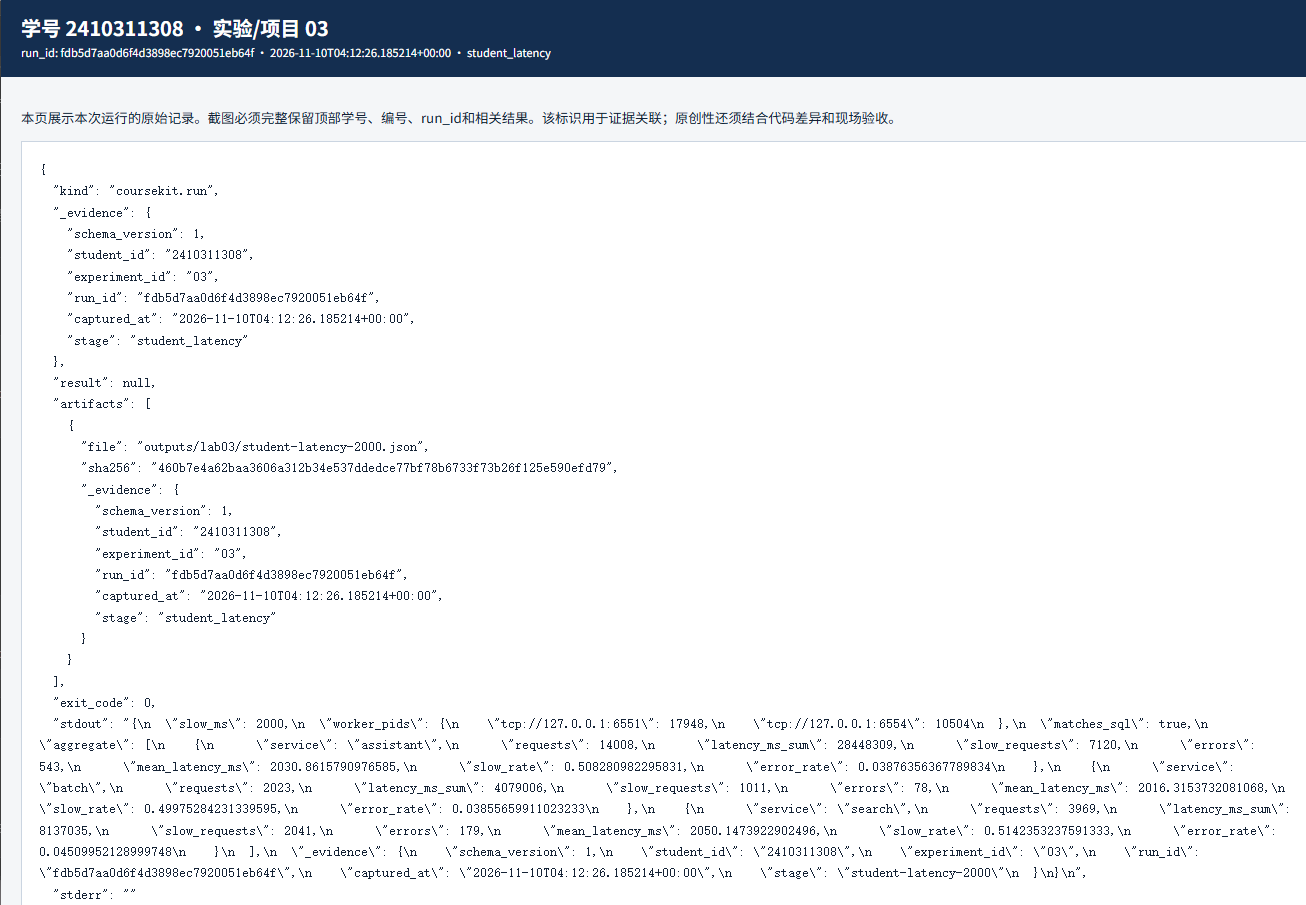 学号 2410311308 · 实验/项目 03
run_id: fdb5d7aa0d6f4d3898ec7920051eb64f · 2026-11-10T04:12:26.185214+00:00 · student_latency
本页展示本次运行的原始记录。截图必须完整保留顶部学号、编号、run_id和相关结果。该标识用于证据关联；原创性还须结合代码差异和现场验收。
{
  "kind": "coursekit.run",
  "_evidence": {
    "schema_version": 1,
    "student_id": "2410311308",
    "experiment_id": "03",
    "run_id": "fdb5d7aa0d6f4d3898ec7920051eb64f",
    "captured_at": "2026-11-10T04:12:26.185214+00:00",
    "stage": "student_latency"
  },
  "result": null,
  "artifacts": [
    {
      "file": "outputs/lab03/student-latency-2000.json",
      "sha256": "460b7e4a62baa3606a312b34e537ddedce77bf78b6733f73b26f125e590efd79",
      "_evidence": {
        "schema_version": 1,
        "student_id": "2410311308",
        "experiment_id": "03",
        "run_id": "fdb5d7aa0d6f4d3898ec7920051eb64f",
        "captured_at": "2026-11-10T04:12:26.185214+00:00",
        "stage": "student_latency"
      }
    }
  ],
  "exit_code": 0,
  "stdout": "{\n  \"slow_ms\": 2000,\n  \"worker_pids\": {\n    \"tcp://127.0.0.1:6551\": 17948,\n    \"tcp://127.0.0.1:6554\": 10504\n  },\n  \"matches_sql\": true,\n
\"aggregate\": [\n    {\n      \"service\": \"assistant\",\n      \"requests\": 14008,\n      \"latency_ms_sum\": 28448309,\n      \"slow_requests\": 7120,\n      \"errors\":
543,\n      \"mean_latency_ms\": 2030.8615790976585,\n      \"slow_rate\": 0.508280982295831,\n      \"error_rate\": 0.03876356367789834\n    },\n    {\n      \"service\":
\"batch\",\n      \"requests\": 2023,\n      \"latency_ms_sum\": 4079006,\n      \"slow_requests\": 1011,\n      \"errors\": 78,\n      \"mean_latency_ms\": 2016.3153732081068,\n
\"slow_rate\": 0.49975284231339595,\n      \"error_rate\": 0.03855659911023233\n    },\n    {\n      \"service\": \"search\",\n      \"requests\": 3969,\n      \"latency_ms_sum\":
8137035,\n      \"slow_requests\": 2041,\n      \"errors\": 179,\n      \"mean_latency_ms\": 2050.1473922902496,\n      \"slow_rate\": 0.5142353237591333,\n      \"error_rate\":
0.04509952128999748\n    }\n  ],\n  \"_evidence\": {\n    \"schema_version\": 1,\n    \"student_id\": \"2410311308\",\n    \"experiment_id\": \"03\",\n    \"run_id\":
\"fdb5d7aa0d6f4d3898ec7920051eb64f\",\n    \"captured_at\": \"2026-11-10T04:12:26.185214+00:00\",\n    \"stage\": \"student-latency-2000\"\n  }\n}\n",
  "stderr": ""